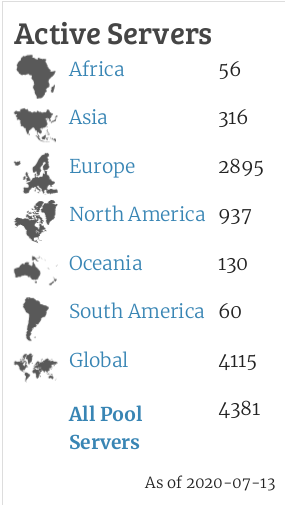 Active Servers
Africa 56
Asia 316
Europe 2895
North America 937
Oceania 130
South America 60
Global 4115
All Pool 4381
Servers
As of 2020-07-13